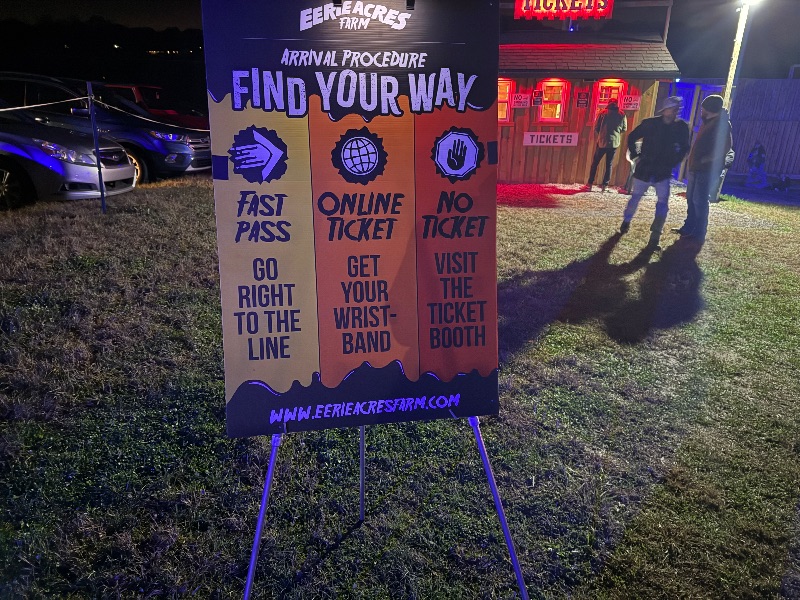 EERIE ACRES
FARM
ARRIVAL PROCEDURE
FIND YOUR WAY
FAST
PASS
GO
RIGHT
TO THE
LINE
ONLINE
TICKET
GET
YOUR
WRIST-
BAND
NO
TICKET
VISIT
THE
TICKET
BOOTH
WWW.EERIEACRESFARM.COM
TICKETS
TICKETS